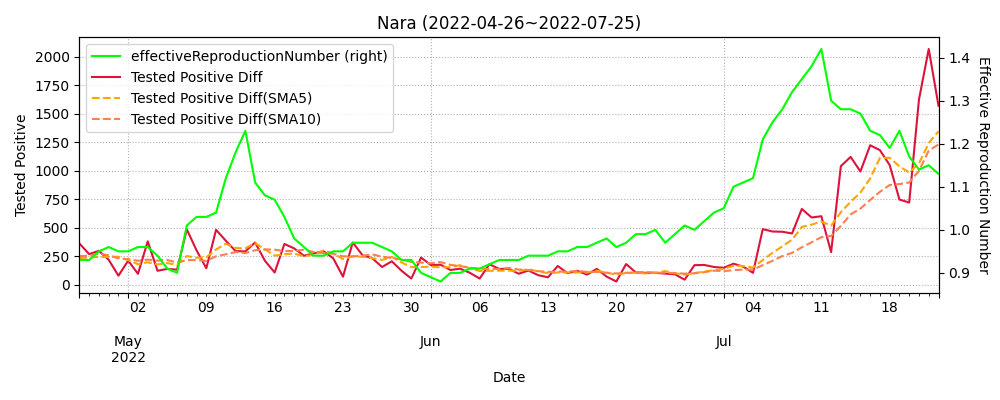 Nara (2022-04-26~2022-07-25)
effectiveReproductionNumber (right)
Tested Positive Diff
Tested Positive Diff(SMA5)
Tested Positive Diff(SMA10)
Tested Positive
2000
1750
1500
1250
1000
750
500
250
0
Effective Reproduction Number
1.4
1.3
1.2
1.1
1.0
0.9
02 09 16 23 30 06 13 20 27 04 11 18
May Jun Jul
2022
Date